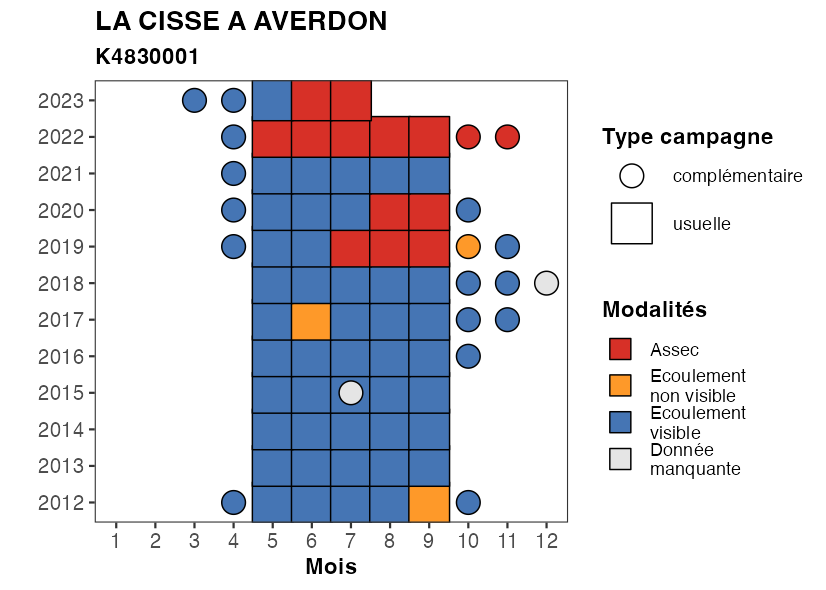 LA CISSE A AVERDON
K4830001
2023
2022
2021
2020
2019
2018
2017
2016
2015
2014
2013
2012
1 2 3 4 5 6 7 8 9 10 11 12
Mois
Type campagne
complémentaire
usuelle
Modalités
Assec
Ecoulement
non visible
Ecoulement
visible
Donnée
manquante